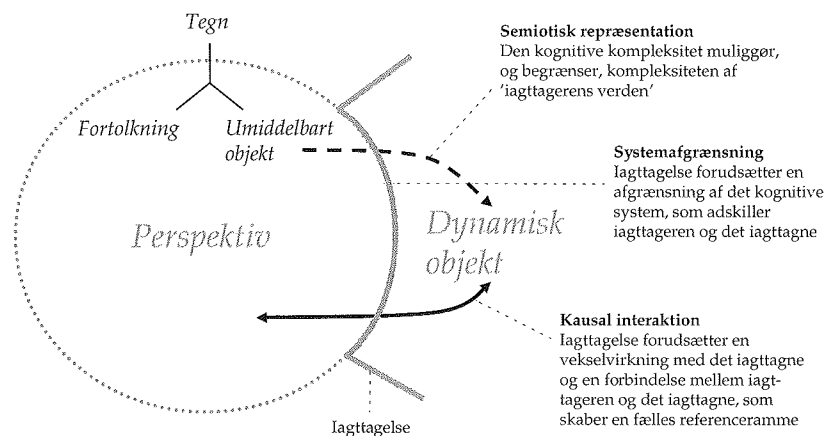 Tegn
Fortolkning
Umiddelbart
objekt
Perspektiv
Dynamisk
objekt
Semiotisk repræsentation
Den kognitive kompleksitet muliggør,
og begrænser, kompleksiteten af
'iagttagerens verden'
Systemafgrænsning
Iagttagelse forudsætter en
afgrænsning af det kognitive
system, som adskiller
iagttageren og det iagttagne
Kausal interaktion
Iagttagelse forudsætter en
vekselvirkning med det iagttagne
og en forbindelse mellem iagt-
tageren og det iagttagne, som
skaber en fælles referenceramme
Iagttagelse